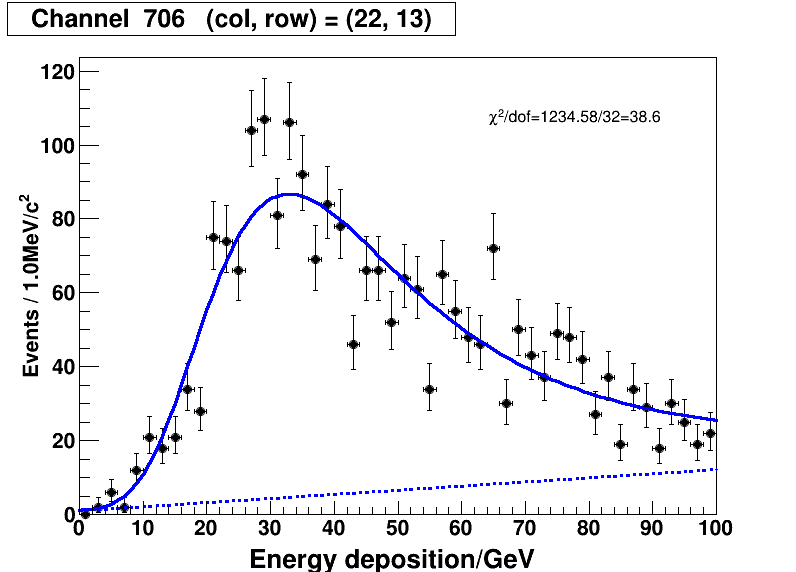 Channel 706 (col, row) = (22, 13)
χ²/dof=1234.58/32=38.6
Events / 1.0MeV/c²
120
100
80
60
40
20
0
0 10 20 30 40 50 60 70 80 90 100
Energy deposition/GeV